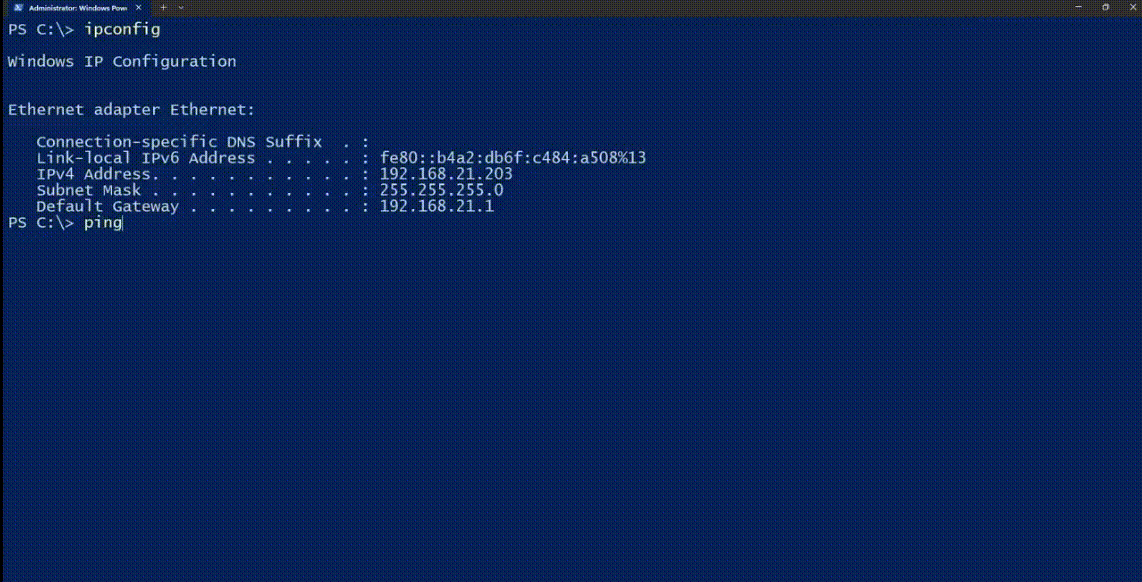 Administrator: Windows Pow
PS C:\> ipconfig
Windows IP Configuration
Ethernet adapter Ethernet:
Connection-specific DNS Suffix . :
Link-local IPv6 Address . . . . . : fe80::b4a2:db6f:c484:a508%13
IPv4 Address. . . . . . . . . . . : 192.168.21.203
Subnet Mask . . . . . . . . . . . : 255.255.255.0
Default Gateway . . . . . . . . . : 192.168.21.1
PS C:\> ping